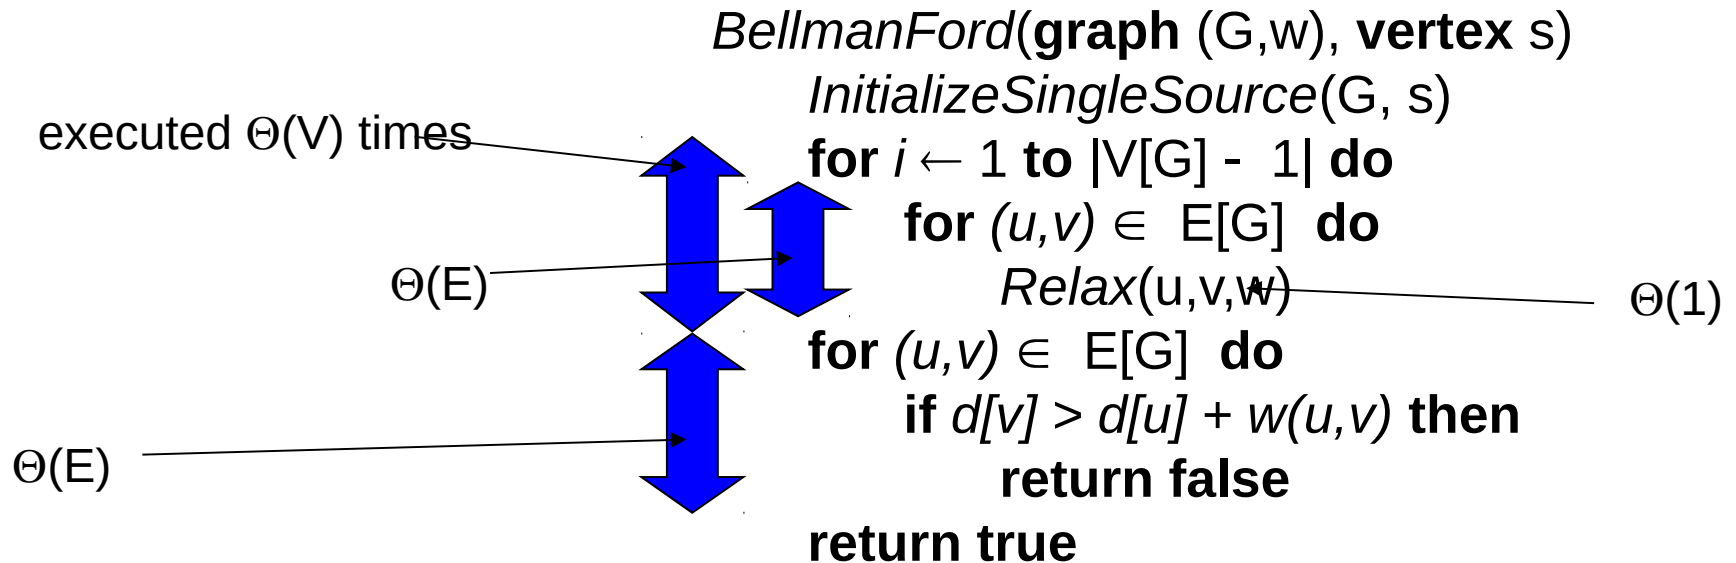 BellmanFord(graph (G,w), vertex s)
InitializeSingleSource(G, s)
executed Θ(V) times
for i ← 1 to |V[G] - 1| do
for (u,v) ∈ E[G] do
Θ(E)
Relax(u,v,w)
Θ(1)
for (u,v) ∈ E[G] do
if d[v] > d[u] + w(u,v) then
Θ(E)
return false
return true